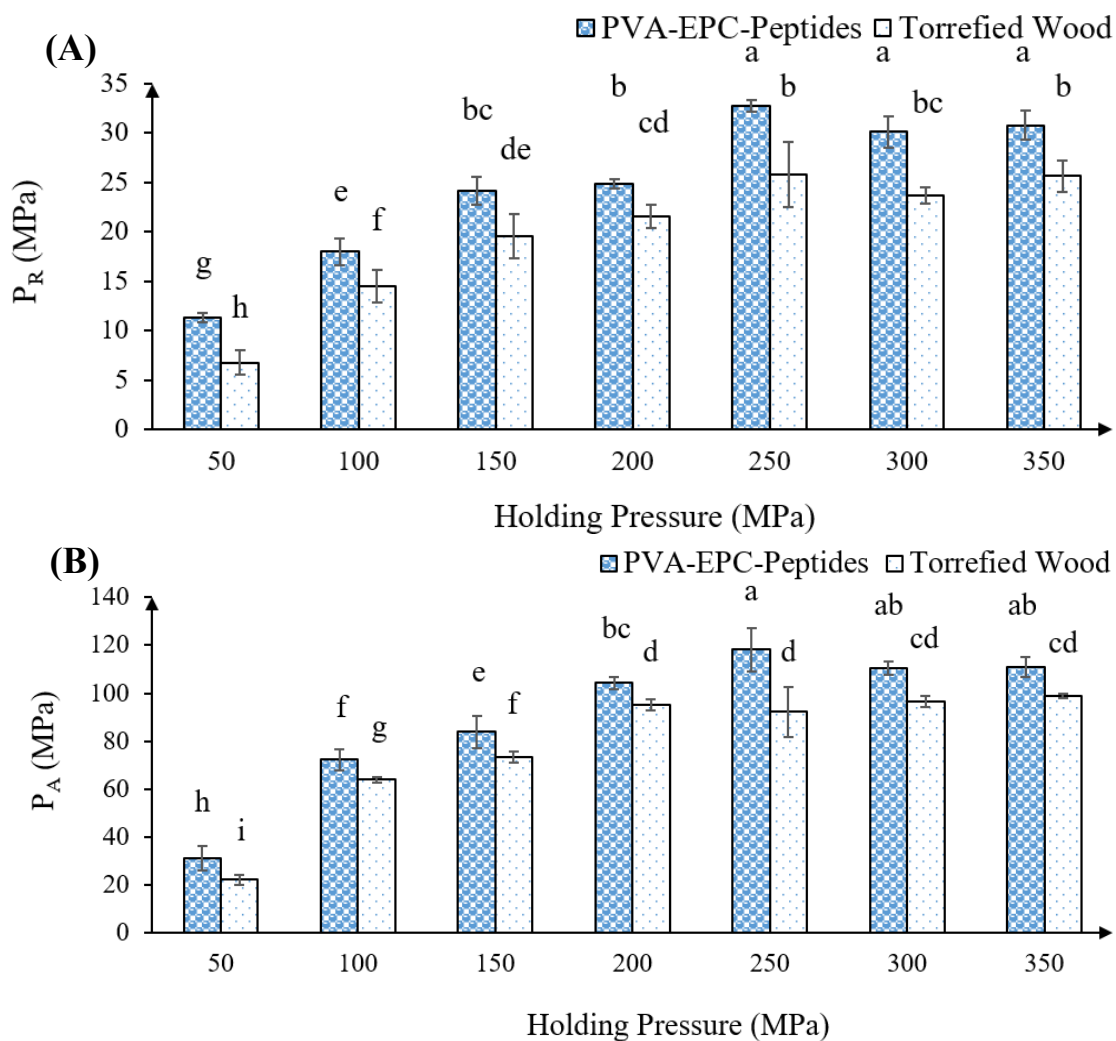 (A)
PVA-EPC-Peptides Torrefied Wood
a a a
35 b b b
bc bc
30 cd
de
25
e
20 f
P_R (MPa)
g
15
h
10
5
0
50 100 150 200 250 300 350
Holding Pressure (MPa)
(B)
PVA-EPC-Peptides Torrefied Wood
140 a ab ab
bc
120 d d cd cd
e
100 f f
g
80
P_A (MPa)
60
h
40 i
20
0
50 100 150 200 250 300 350
Holding Pressure (MPa)